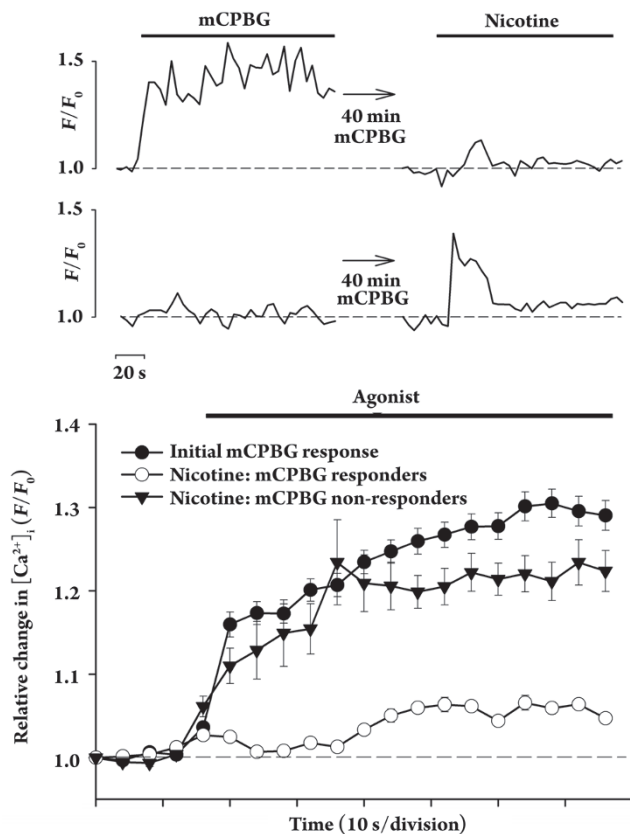 mCPBG
Nicotine
1.5
F/F₀
1.0
40 min
mCPBG
1.5
F/F₀
1.0
40 min
mCPBG
20 s
Agonist
1.4
Initial mCPBG response
Nicotine: mCPBG responders
Nicotine: mCPBG non-responders
1.3
Relative change in [Ca²⁺]ᵢ (F/F₀)
1.2
1.1
1.0
Time (10 s/division)